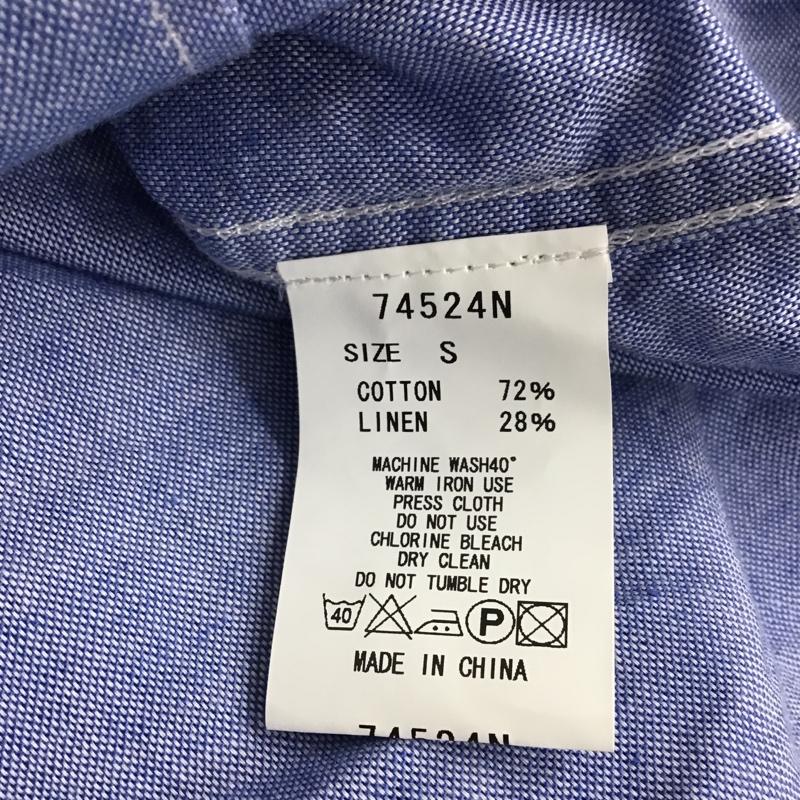 74524N
SIZE S
COTTON 72%
LINEN 28%
MACHINE WASH40°
WARM IRON USE
PRESS CLOTH
DO NOT USE
CHLORINE BLEACH
DRY CLEAN
DO NOT TUMBLE DRY
40 P
MADE IN CHINA
74524N